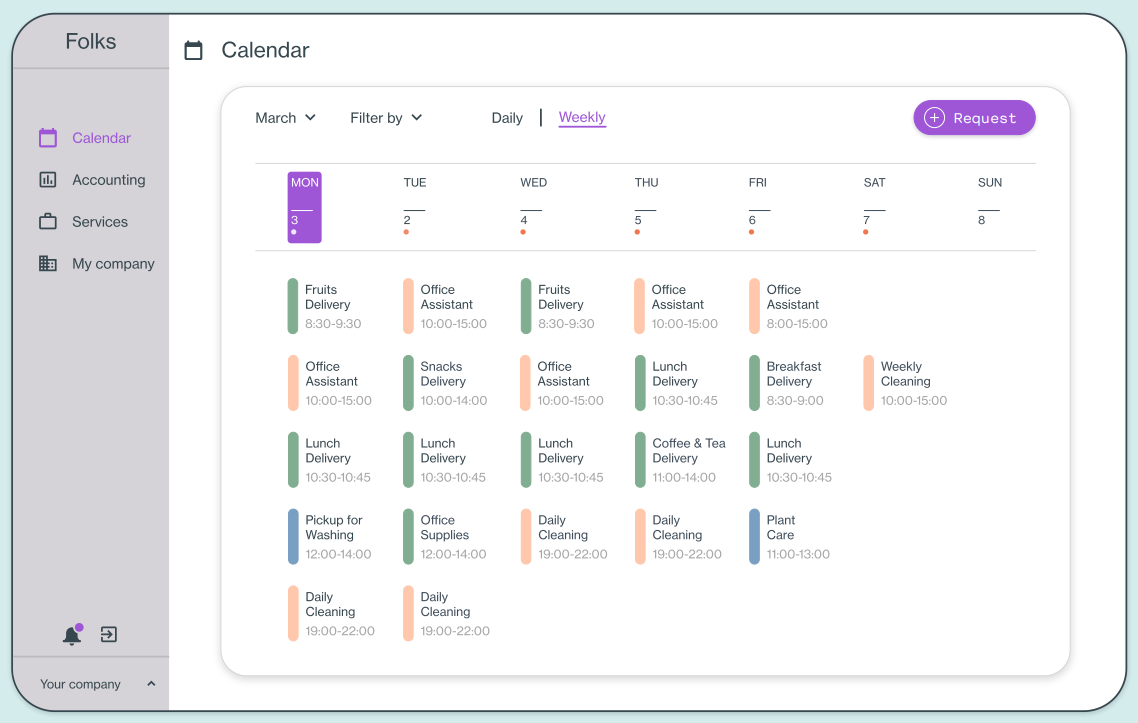 Folks
Calendar
Accounting
Services
My company
Your company
Calendar
March Filter by Daily | Weekly Request
MON TUE WED THU FRI SAT SUN
3 2 4 5 6 7 8
Fruits Office Fruits Office Office
Delivery Assistant Delivery Assistant Assistant
8:30-9:30 10:00-15:00 8:30-9:30 10:00-15:00 8:00-15:00
Office Snacks Office Lunch Breakfast Weekly
Assistant Delivery Assistant Delivery Delivery Cleaning
10:00-15:00 10:00-14:00 10:00-15:00 10:30-10:45 8:30-9:00 10:00-15:00
Lunch Lunch Lunch Coffee & Tea Lunch
Delivery Delivery Delivery Delivery Delivery
10:30-10:45 10:30-10:45 10:30-10:45 11:00-14:00 10:30-10:45
Pickup for Office Daily Daily Plant
Washing Supplies Cleaning Cleaning Care
12:00-14:00 12:00-14:00 19:00-22:00 19:00-22:00 11:00-13:00
Daily Daily
Cleaning Cleaning
19:00-22:00 19:00-22:00